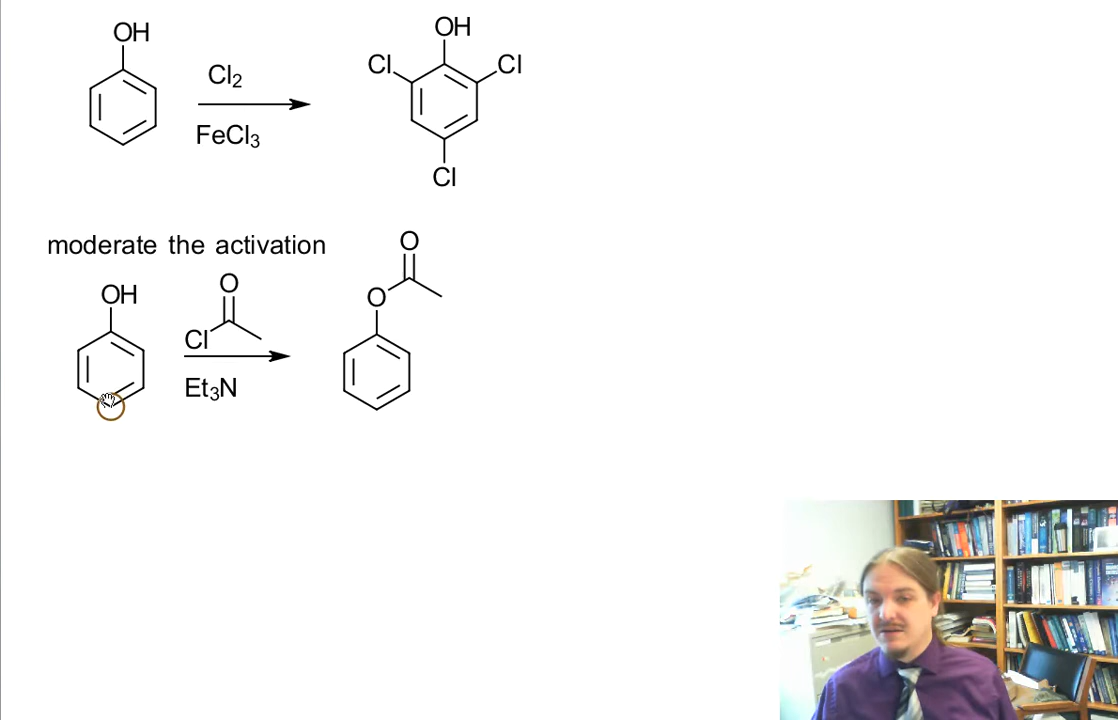 OH
Cl2
FeCl3
OH
Cl
Cl
Cl
moderate the activation
OH
O
Cl
Et3N
O
O